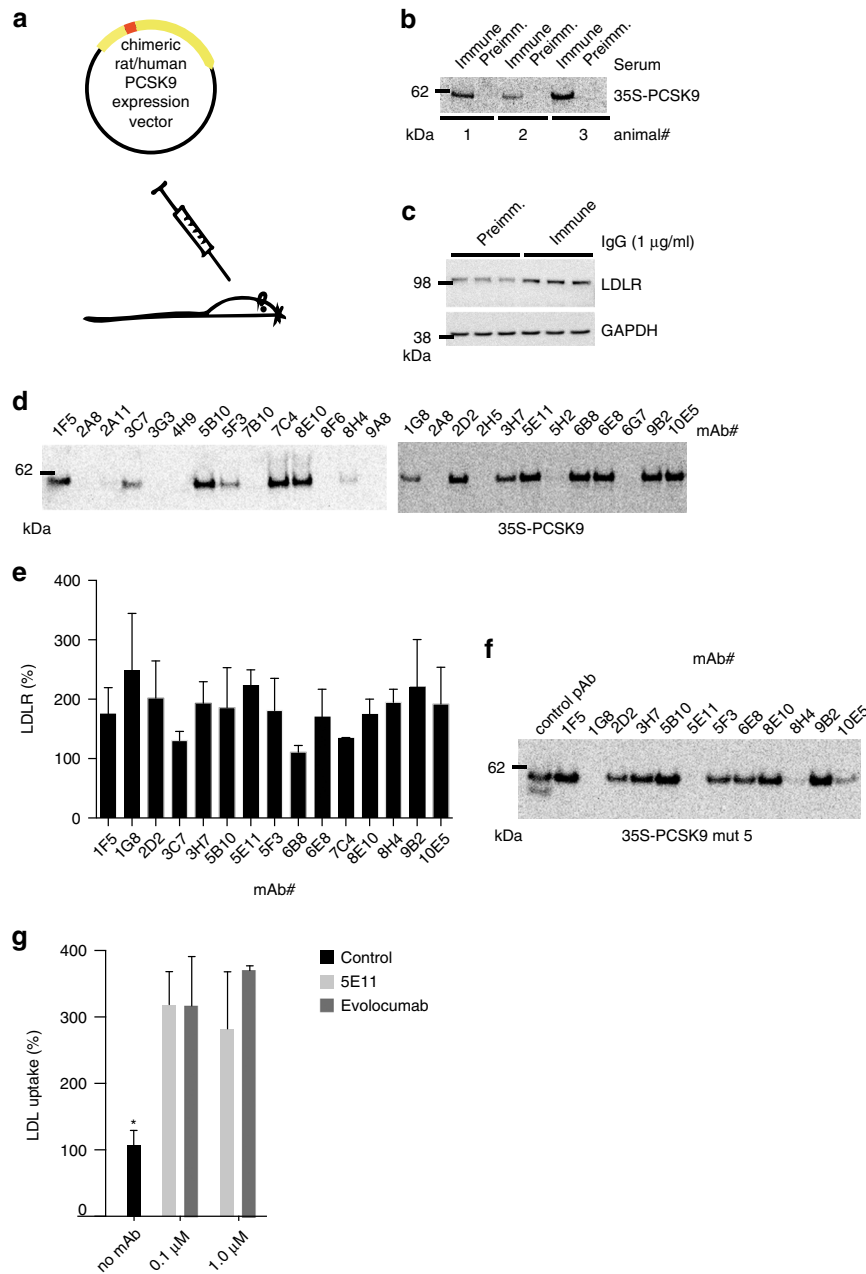 a
chimeric
rat/human
PCSK9
expression
vector
b
Immune Preimm. Immune Preimm. Immune Preimm.
Serum
62
35S-PCSK9
kDa 1 2 3 animal#
c
Preimm. Immune IgG (1 µg/ml)
98 LDLR
38 GAPDH
kDa
d
1F5 2A8 2A11 3C7 3G3 4H9 5B10 5F3 7B10 7C4 8E10 8F6 8H4 9A8
1G8 2A8 2D2 2H5 3H7 5E11 5H2 6B8 6E8 6G7 9B2 10E5 mAb#
62
kDa
35S-PCSK9
e
400
300
200
100
0
LDLR (%)
1F5 1G8 2D2 3C7 3H7 5B10 5E11 5F3 6B8 6E8 7C4 8E10 8H4 9B2 10E5
mAb#
f
mAb#
control pAb 1F5 1G8 2D2 3H7 5B10 5E11 5F3 6E8 8E10 8H4 9B2 10E5
62
kDa
35S-PCSK9 mut 5
g
400
300
200
100
0
LDL uptake (%)
*
no mAb 0.1 µM 1.0 µM
Control
5E11
Evolocumab